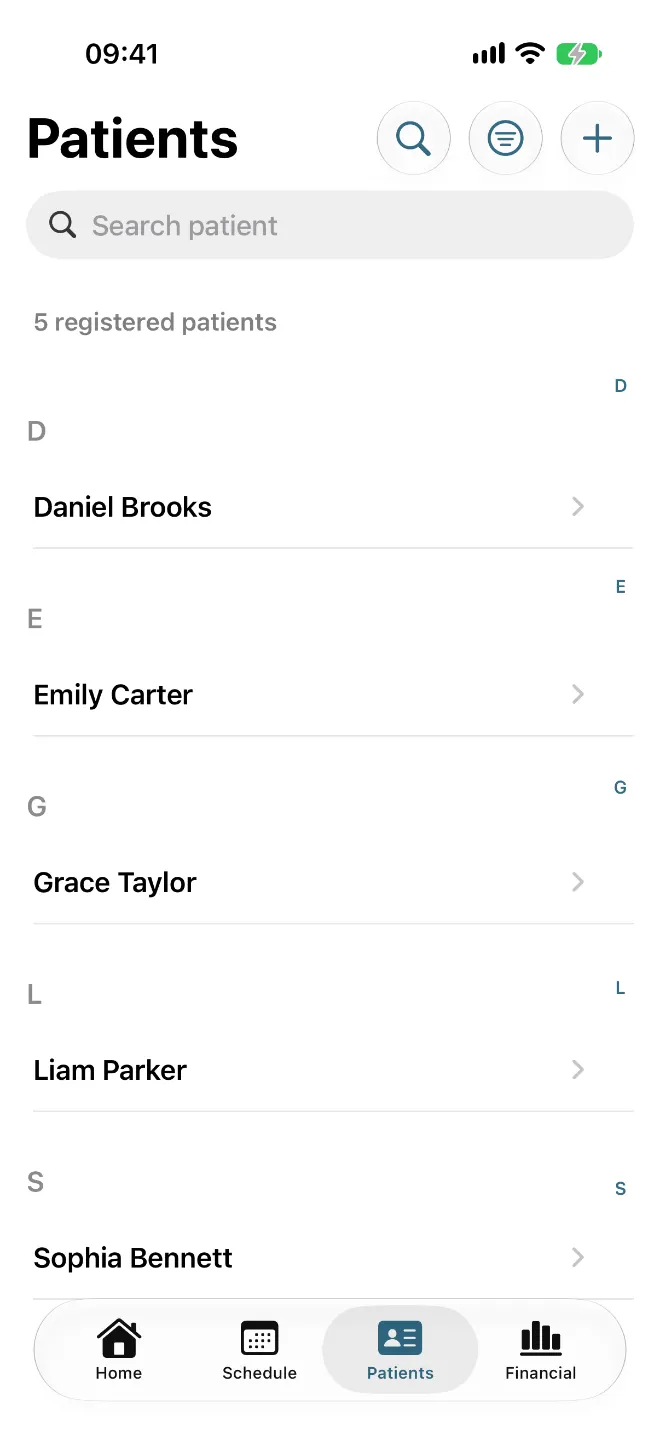 09:41
Patients
Search patient
5 registered patients
D
D
Daniel Brooks
E
E
Emily Carter
G
G
Grace Taylor
L
L
Liam Parker
S
S
Sophia Bennett
Home
Schedule
Patients
Financial